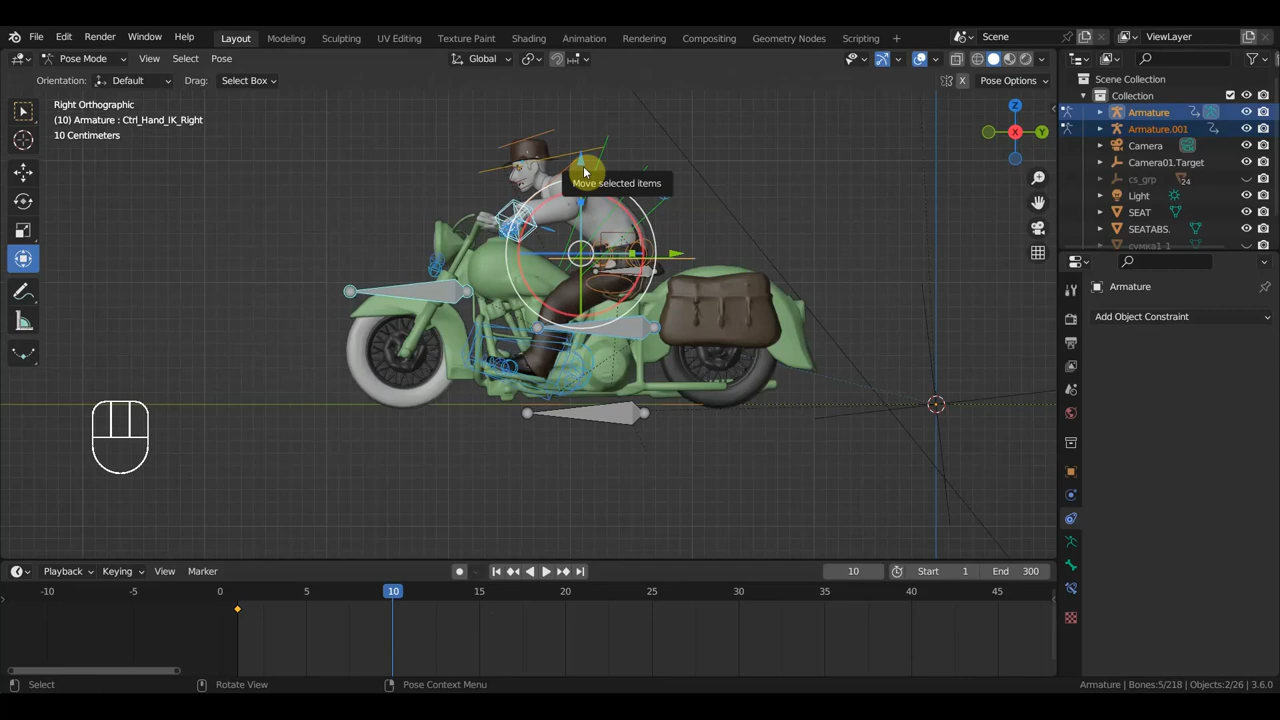 File Edit Render Window Help Layout Modeling Sculpting UV Editing Texture Paint Shading Animation Rendering Compositing Geometry Nodes Scripting + Scene ViewLayer
Pose Mode View Select Pose Global
Orientation: Default Drag: Select Box X Pose Options
Right Orthographic
(10) Armature : Ctrl_Hand_IK_Right
10 Centimeters
Z
X
Y
Move selected items
Scene Collection
Collection
Armature
Armature.001
Camera
Camera01.Target
cs_grp 24
Light
SEAT
SEATABS.
сумка1 1
Armature
Add Object Constraint
Playback Keying View Marker 10 Start 1 End 300
-10 -5 0 5 10 15 20 25 30 35 40 45
Select Rotate View Pose Context Menu Armature | Bones:5/218 | Objects:2/26 | 3.6.0